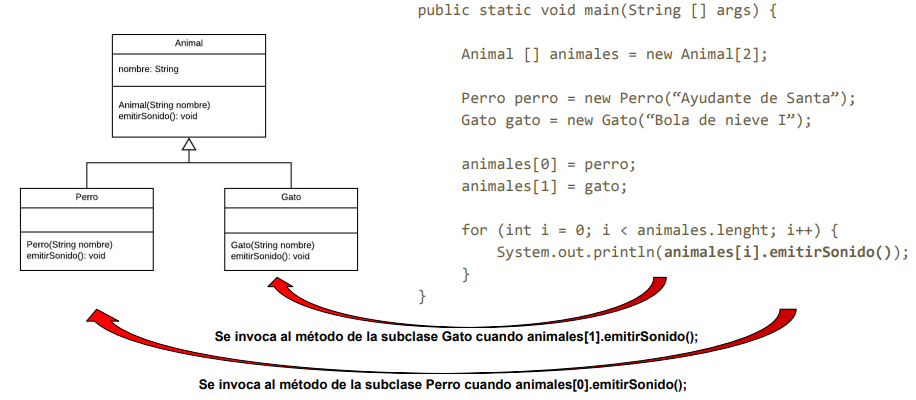 Animal
nombre: String
Animal(String nombre)
emitirSonido(): void
Perro
Perro(String nombre)
emitirSonido(): void
Gato
Gato(String nombre)
emitirSonido(): void
public static void main(String [] args) {
Animal [] animales = new Animal[2];
Perro perro = new Perro(“Ayudante de Santa”);
Gato gato = new Gato(“Bola de nieve I”);
animales[0] = perro;
animales[1] = gato;
for (int i = 0; i < animales.lenght; i++) {
System.out.println(animales[i].emitirSonido());
}
}
Se invoca al método de la subclase Gato cuando animales[1].emitirSonido();
Se invoca al método de la subclase Perro cuando animales[0].emitirSonido();